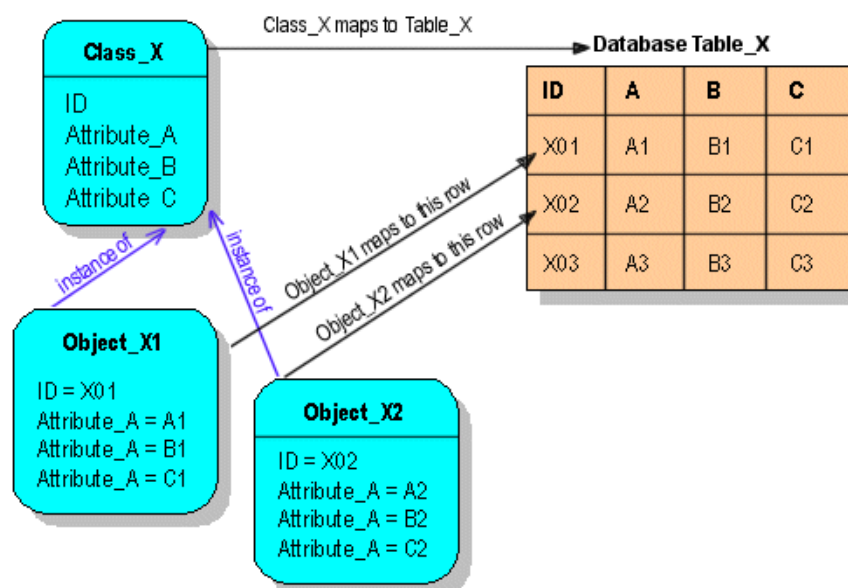 Class_X maps to Table_X
Class_X
ID
Attribute_A
Attribute_B
Attribute C
Database Table_X
ID A B C
X01 A1 B1 C1
X02 A2 B2 C2
X03 A3 B3 C3
instance of
instance of
Object_X1 maps to this row
Object_X2 maps to this row
Object_X1
ID = X01
Attribute_A = A1
Attribute_A = B1
Attribute_A = C1
Object_X2
ID = X02
Attribute_A = A2
Attribute_A = B2
Attribute_A = C2